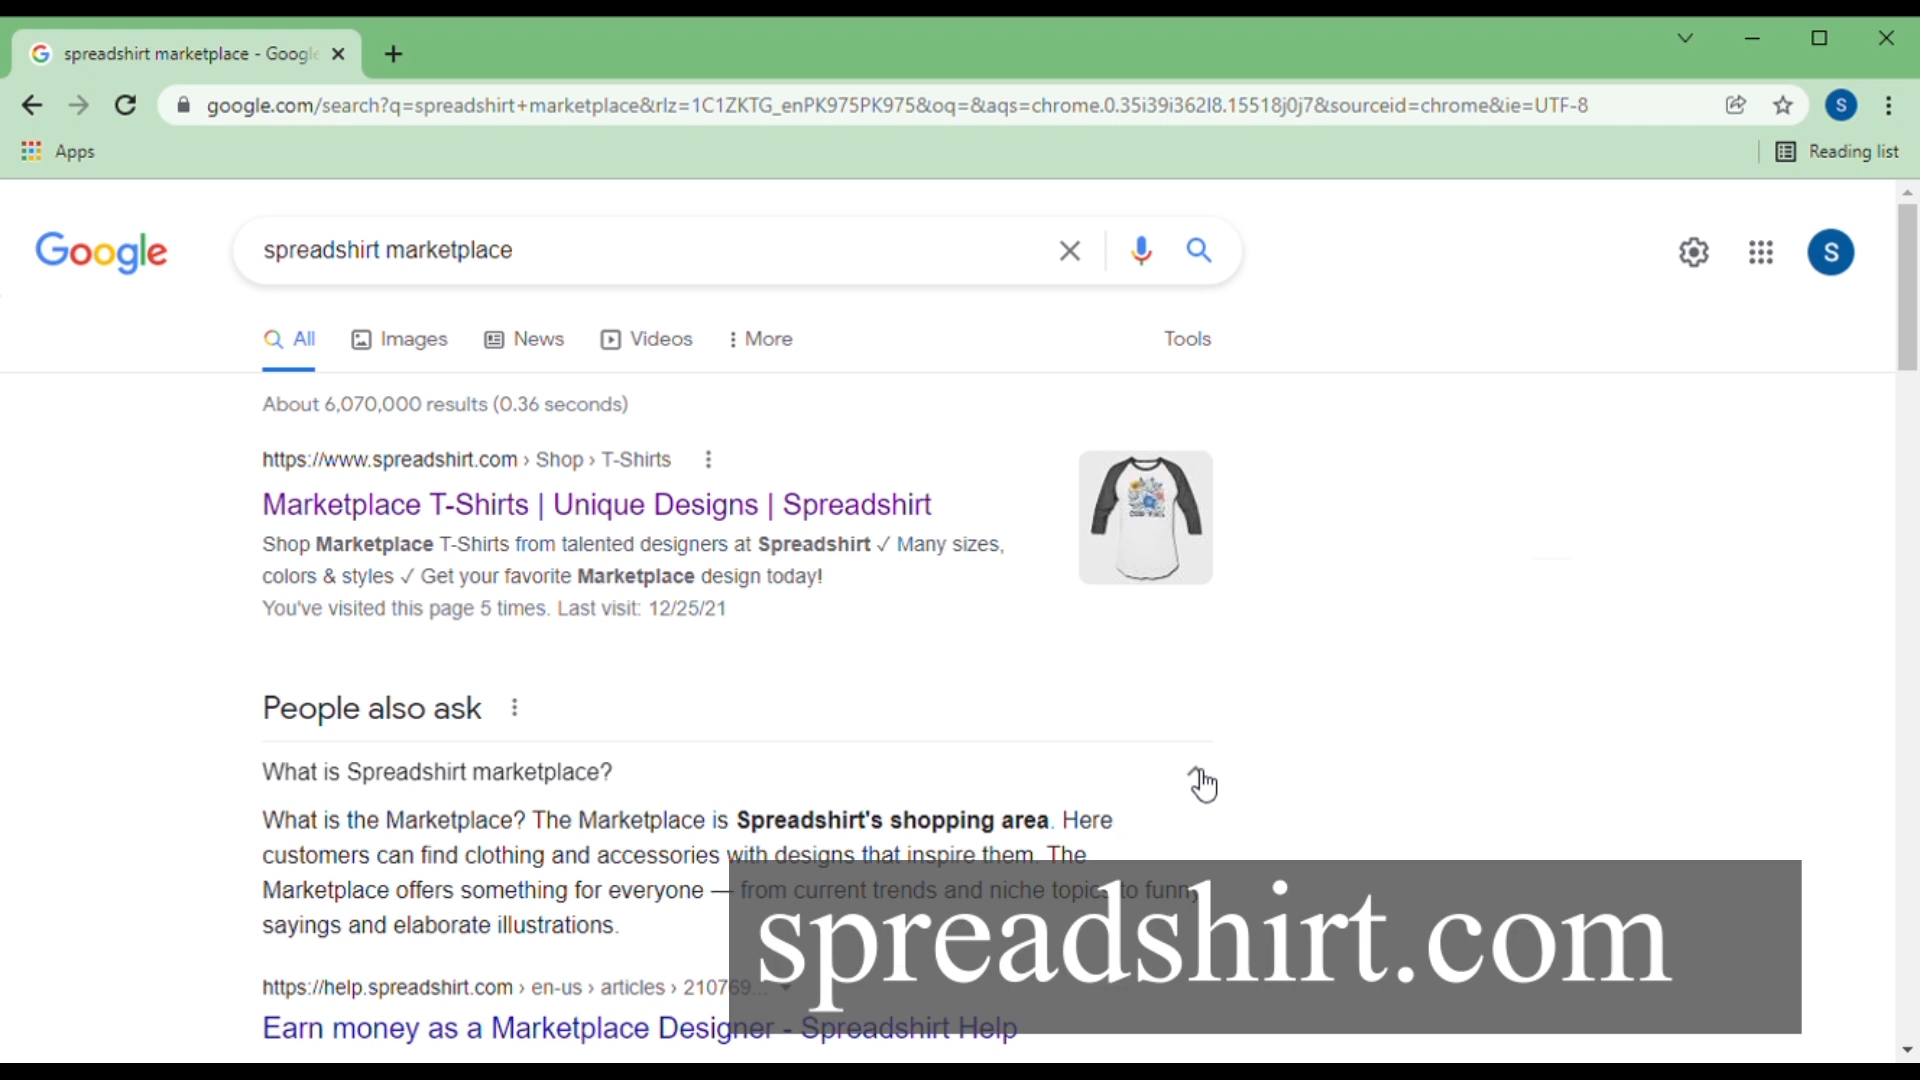 spreadshirt marketplace - Google
google.com/search?q=spreadshirt+marketplace&rlz=1C1ZKTG_enPK975PK975&oq=&aqs=chrome.0.35i39i362l8.15518j0j7&sourceid=chrome&ie=UTF-8
S
Apps
Reading list
Google
spreadshirt marketplace
S
All
Images
News
Videos
More
Tools
About 6,070,000 results (0.36 seconds)
https://www.spreadshirt.com › Shop › T-Shirts
Marketplace T-Shirts | Unique Designs | Spreadshirt
Shop Marketplace T-Shirts from talented designers at Spreadshirt ✓ Many sizes,
colors & styles ✓ Get your favorite Marketplace design today!
You've visited this page 5 times. Last visit: 12/25/21
People also ask
What is Spreadshirt marketplace?
What is the Marketplace? The Marketplace is Spreadshirt's shopping area. Here
customers can find clothing and accessories with designs that inspire them. The
Marketplace offers something for everyone — from current trends and niche topics to funny
sayings and elaborate illustrations.
spreadshirt.com
https://help.spreadshirt.com › en-us › articles › 210769...
Earn money as a Marketplace Designer - Spreadshirt Help